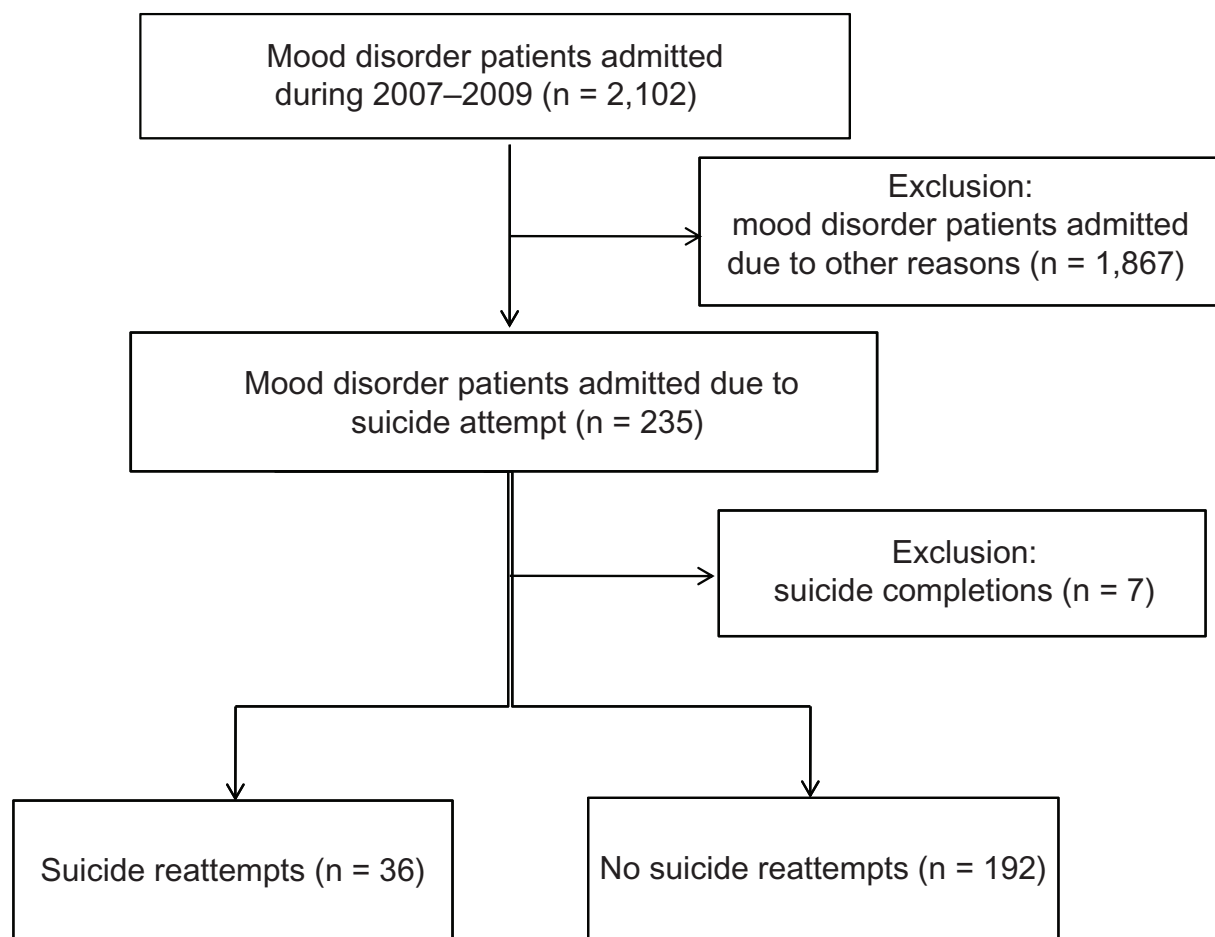 Mood disorder patients admitted
during 2007–2009 (n = 2,102)
Exclusion:
mood disorder patients admitted
due to other reasons (n = 1,867)
Mood disorder patients admitted due to
suicide attempt (n = 235)
Exclusion:
suicide completions (n = 7)
Suicide reattempts (n = 36)
No suicide reattempts (n = 192)